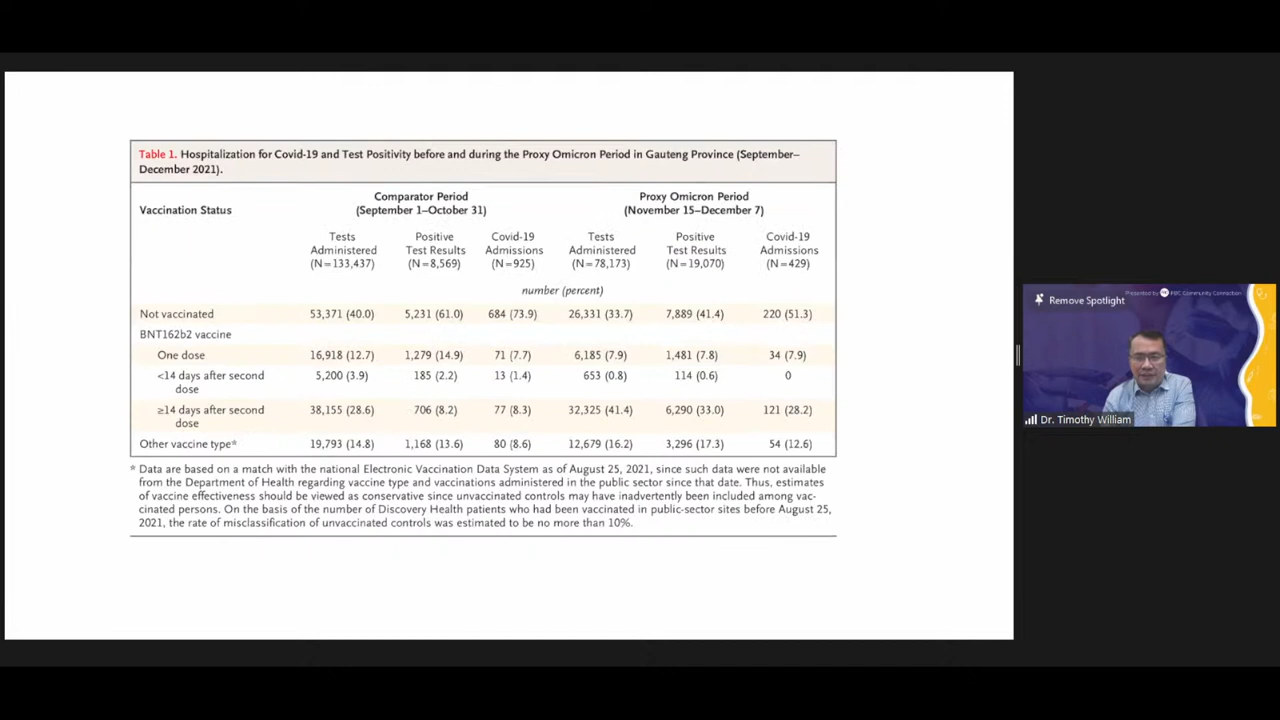 Table 1. Hospitalization for Covid-19 and Test Positivity before and during the Proxy Omicron Period in Gauteng Province (September–
December 2021).
Vaccination Status
Comparator Period
(September 1–October 31)
Proxy Omicron Period
(November 15–December 7)
Tests Administered (N=133,437)
Positive Test Results (N=8,569)
Covid-19 Admissions (N=925)
Tests Administered (N=78,173)
Positive Test Results (N=19,070)
Covid-19 Admissions (N=429)
number (percent)
Not vaccinated 53,371 (40.0) 5,231 (61.0) 684 (73.9) 26,331 (33.7) 7,889 (41.4) 220 (51.3)
BNT162b2 vaccine
One dose 16,918 (12.7) 1,279 (14.9) 71 (7.7) 6,185 (7.9) 1,481 (7.8) 34 (7.9)
<14 days after second dose 5,200 (3.9) 185 (2.2) 13 (1.4) 653 (0.8) 114 (0.6) 0
≥14 days after second dose 38,155 (28.6) 706 (8.2) 77 (8.3) 32,325 (41.4) 6,290 (33.0) 121 (28.2)
Other vaccine type* 19,793 (14.8) 1,168 (13.6) 80 (8.6) 12,679 (16.2) 3,296 (17.3) 54 (12.6)
* Data are based on a match with the national Electronic Vaccination Data System as of August 25, 2021, since such data were not available
from the Department of Health regarding vaccine type and vaccinations administered in the public sector since that date. Thus, estimates
of vaccine effectiveness should be viewed as conservative since unvaccinated controls may have inadvertently been included among vac-
cinated persons. On the basis of the number of Discovery Health patients who had been vaccinated in public-sector sites before August 25,
2021, the rate of misclassification of unvaccinated controls was estimated to be no more than 10%.
Presented by Community Connection
Remove Spotlight
Dr. Timothy William